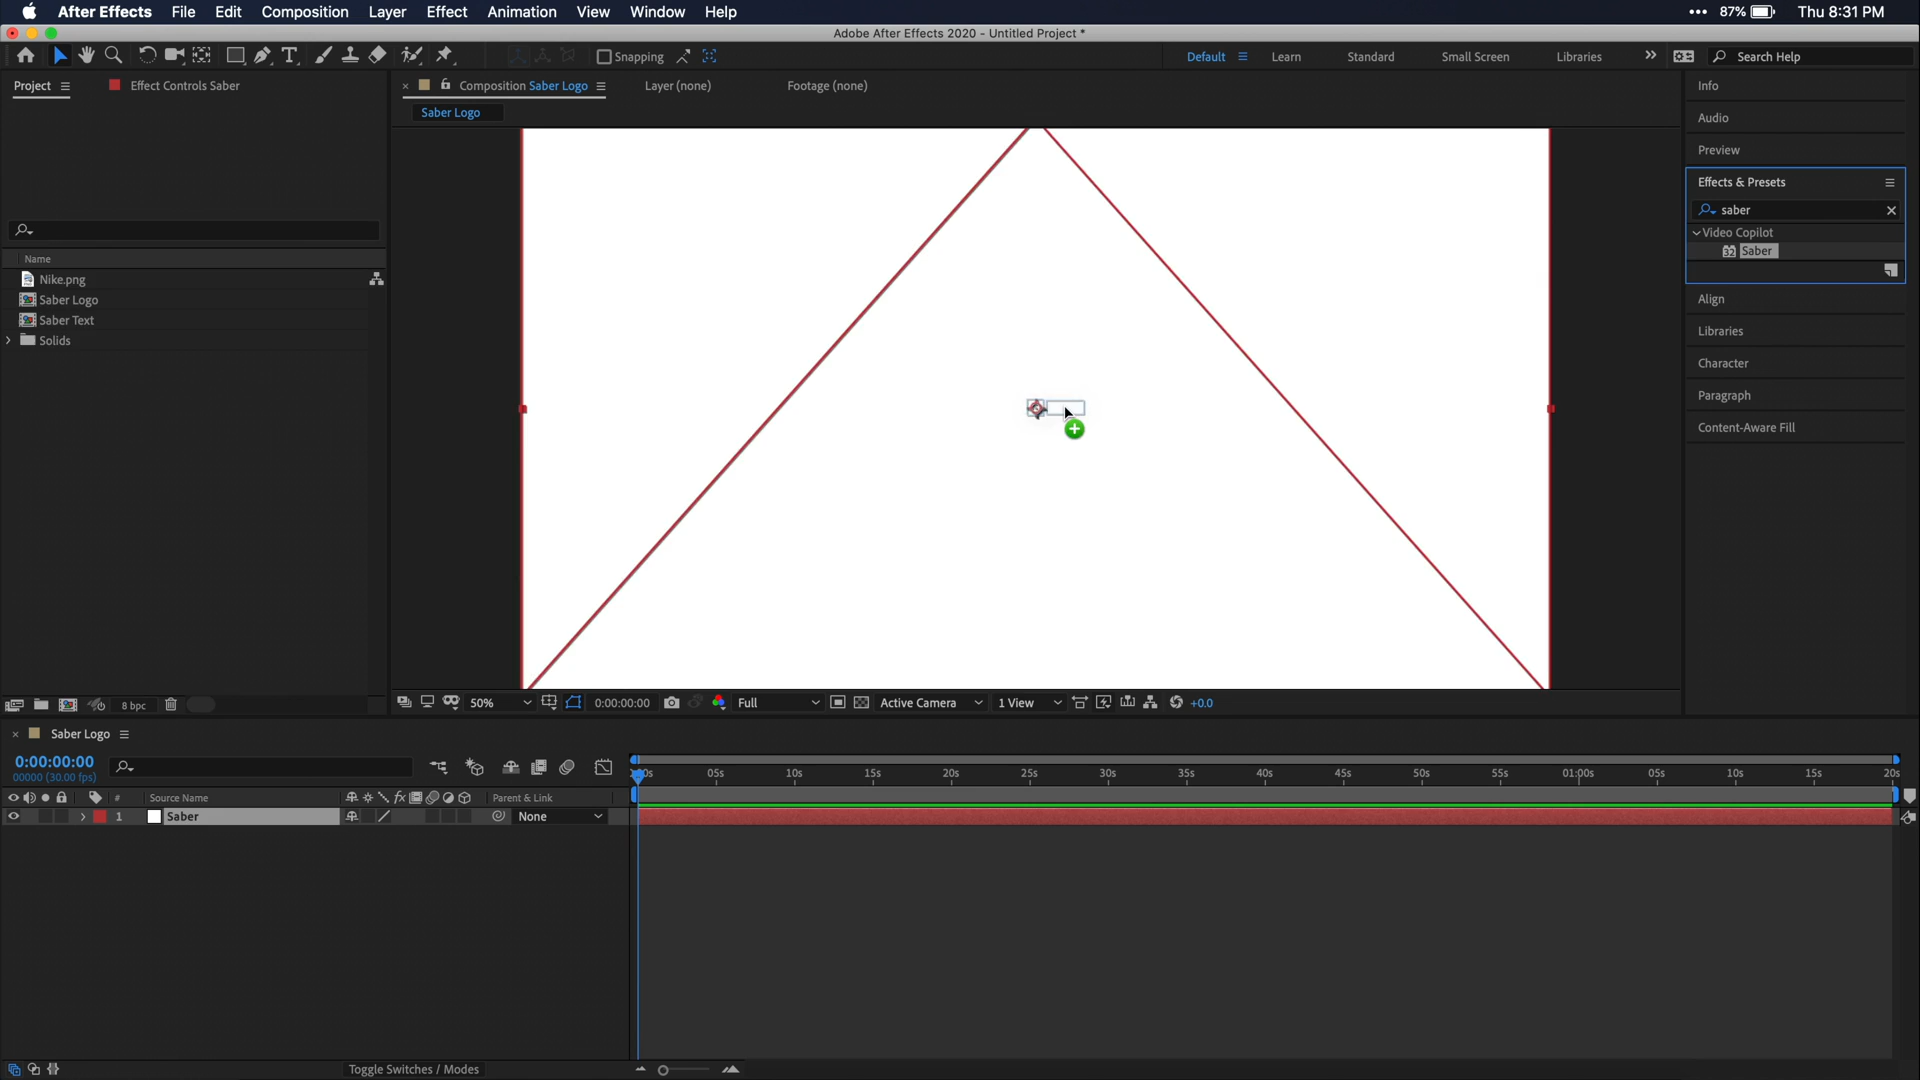 After Effects File Edit Composition Layer Effect Animation View Window Help 87% Thu 8:31 PM
Adobe After Effects 2020 - Untitled Project *
Snapping Default Learn Standard Small Screen Libraries Search Help
Project Effect Controls Saber Composition Saber Logo Layer (none) Footage (none) Info
Saber Logo
Audio
Preview
Effects & Presets
saber
Video Copilot
32 Saber
Name
Nike.png
Saber Logo
Saber Text
Solids
Align
Libraries
Character
Paragraph
Content-Aware Fill
8 bpc 50% 0:00:00:00 Full Active Camera 1 View +0.0
Saber Logo
0:00:00:00
00000 (30.00 fps)
05s 10s 15s 20s 25s 30s 35s 40s 45s 50s 55s 01:00s 05s 10s 15s 20s
# Source Name fx Parent & Link
1 Saber None
Toggle Switches / Modes